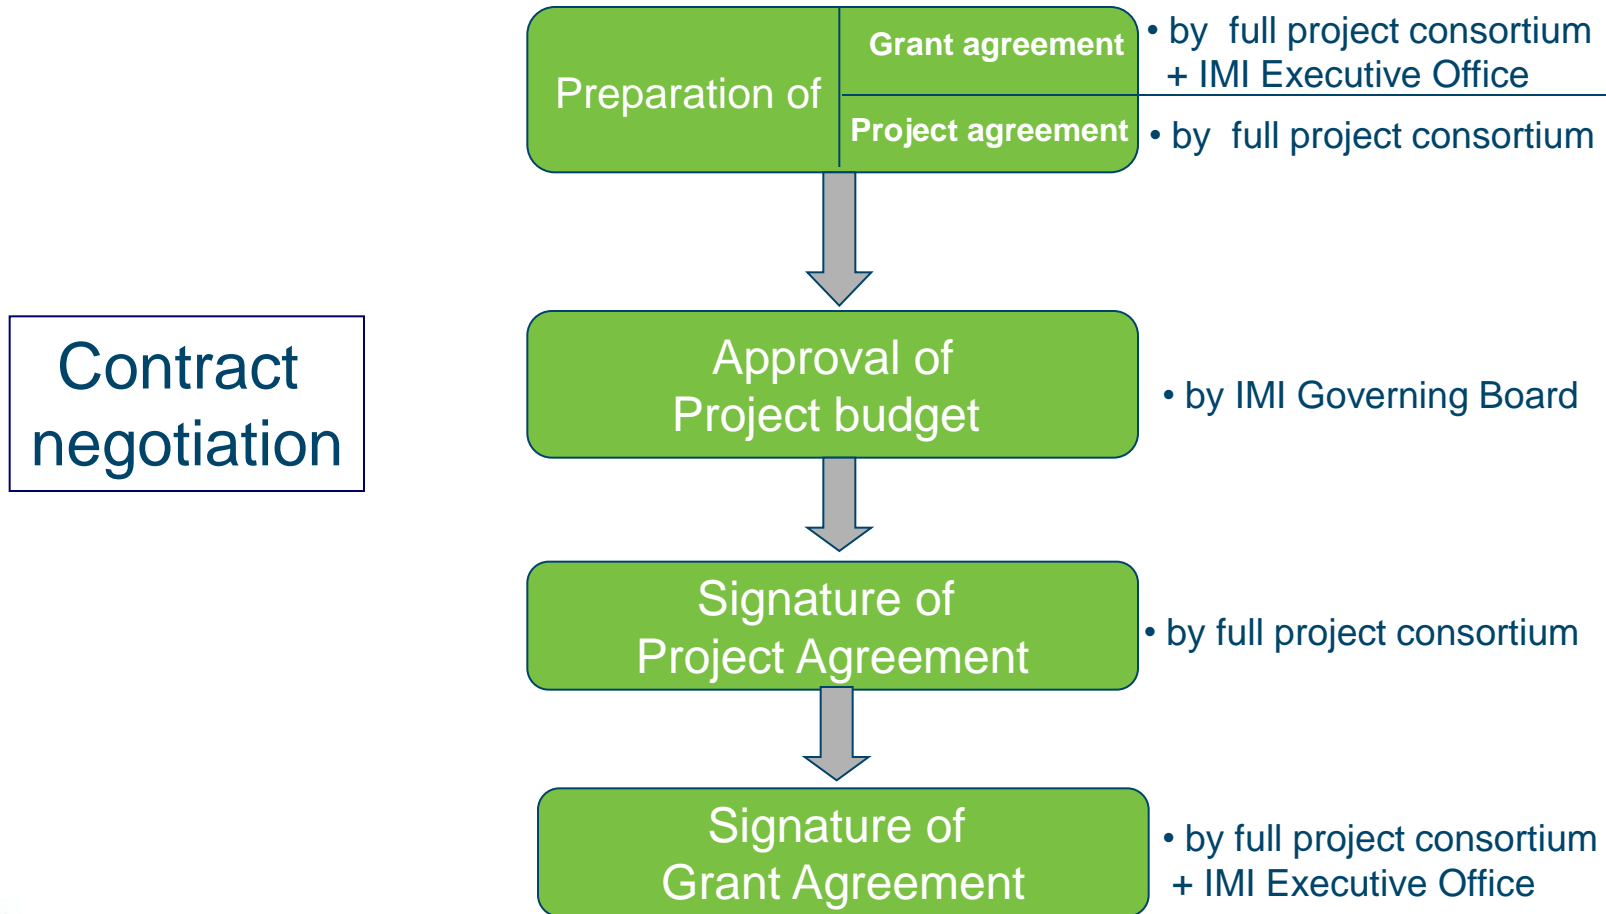 Grant agreement
• by full project consortium
+ IMI Executive Office
Preparation of
Project agreement
• by full project consortium
Contract
negotiation
Approval of
Project budget
• by IMI Governing Board
Signature of
Project Agreement
• by full project consortium
Signature of
Grant Agreement
• by full project consortium
+ IMI Executive Office